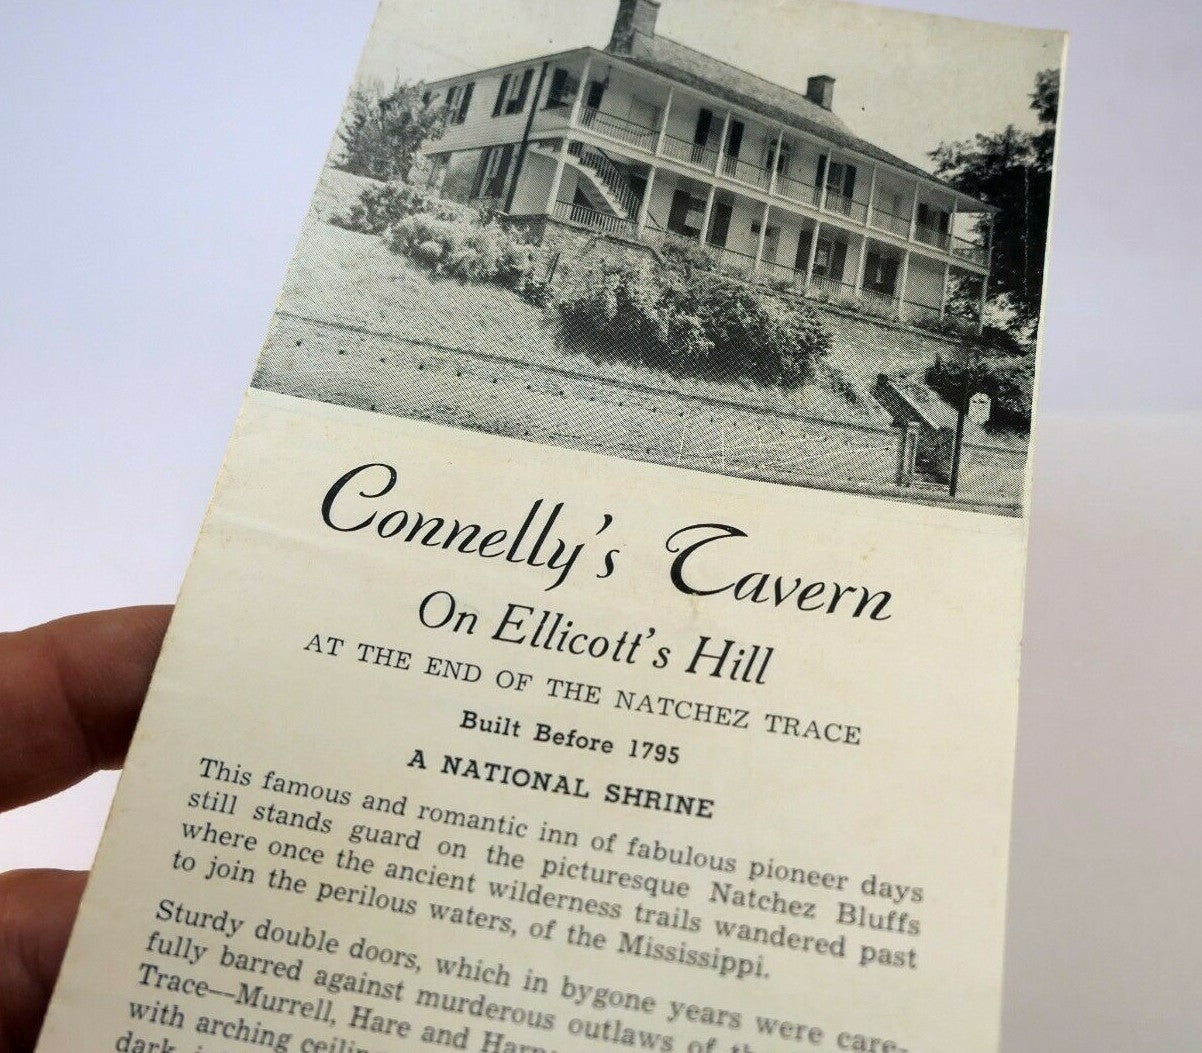 Connelly's Tavern
On Ellicott's Hill
AT THE END OF THE NATCHEZ TRACE
Built Before 1795
A NATIONAL SHRINE
This famous and romantic inn of fabulous pioneer days
still stands guard on the picturesque Natchez Bluffs
where once the ancient wilderness trails wandered past
to join the perilous waters, of the Mississippi.
Sturdy double doors, which in bygone years were care-
fully barred against murderous outlaws of
Trace—Murrell, Hare and
with arching
dark